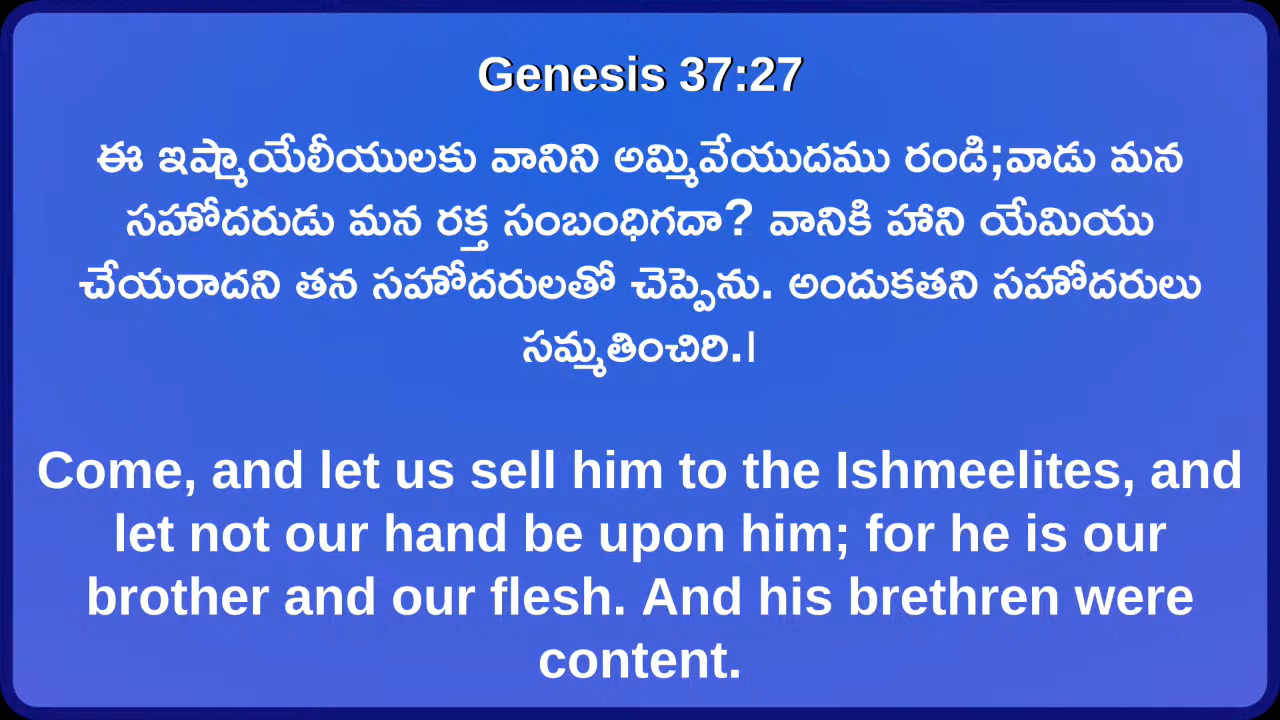 Genesis 37:27
ఈ ఇష్మాయేలీయులకు వానిని అమ్మివేయుదము రండి;వాడు మన
సహోదరుడు మన రక్త సంబంధిగదా? వానికి హాని యేమియు
చేయరాదని తన సహోదరులతో చెప్పెను. అందుకతని సహోదరులు
సమ్మతించిరి.।
Come, and let us sell him to the Ishmeelites, and
let not our hand be upon him; for he is our
brother and our flesh. And his brethren were
content.